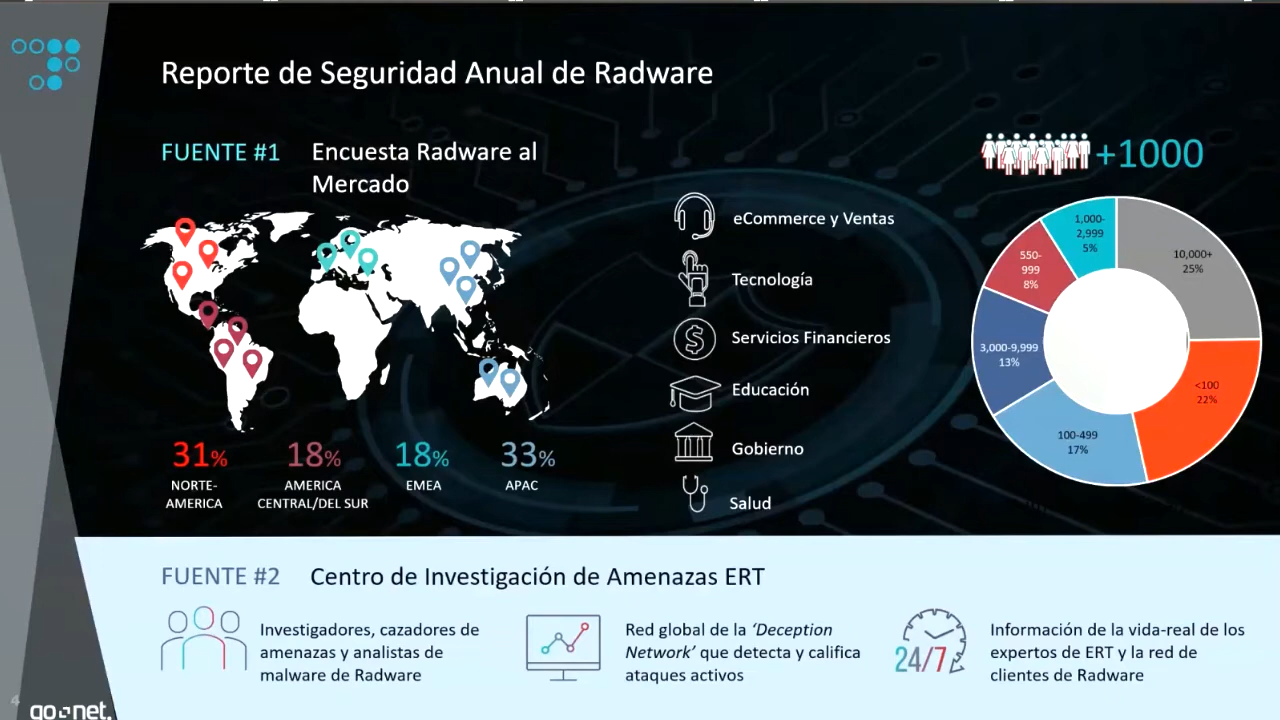 Reporte de Seguridad Anual de Radware
FUENTE #1
Encuesta Radware al
Mercado
31%
NORTE-
AMERICA
18%
AMERICA
CENTRAL/DEL SUR
18%
EMEA
33%
APAC
eCommerce y Ventas
Tecnología
Servicios Financieros
Educación
Gobierno
Salud
+1000
1,000-
2,999
5%
10,000+
25%
550-
999
8%
3,000-9,999
13%
<100
22%
100-499
17%
FUENTE #2
Centro de Investigación de Amenazas ERT
Investigadores, cazadores de
amenazas y analistas de
malware de Radware
Red global de la ‘Deception
Network’ que detecta y califica
ataques activos
24/7
Información de la vida-real de los
expertos de ERT y la red de
clientes de Radware
4
go net.